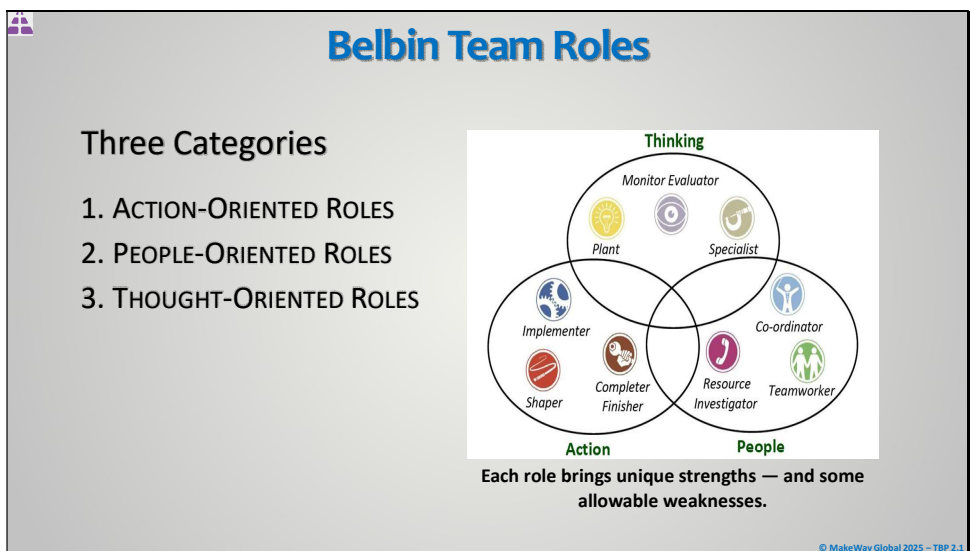 Belbin Team Roles
Three Categories
1. ACTION-ORIENTED ROLES
2. PEOPLE-ORIENTED ROLES
3. THOUGHT-ORIENTED ROLES
Thinking
Monitor Evaluator
Plant
Specialist
Implementer
Shaper
Completer
Finisher
Action
Co-ordinator
Resource
Investigator
Teamworker
People
Each role brings unique strengths — and some
allowable weaknesses.
© MakeWay Global 2025 – TBP 2.1